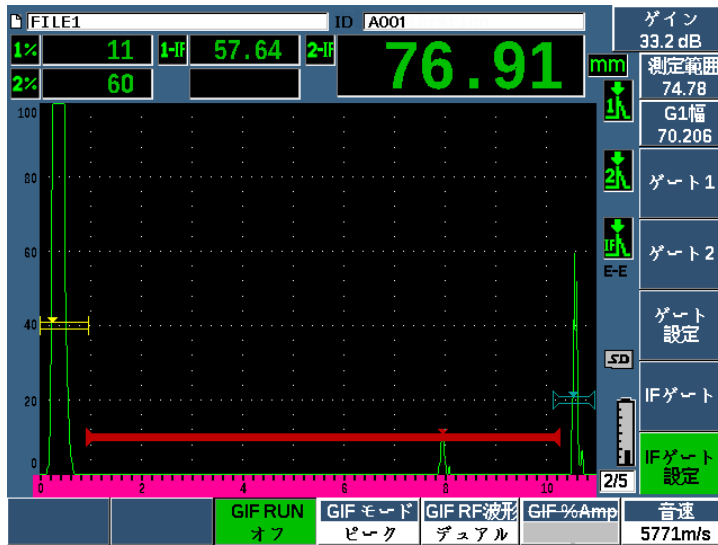 FILE1 ID A001
1% 11 1-IF 57.64 2-IF 76.91 mm
2% 60
ゲイン
33.2 dB
測定範囲
74.78
G1幅
70.206
ゲート1
ゲート2
ゲート
設定
IFゲート
IFゲート
設定
100
80
60
40
20
0
0 2 4 6 8 10
1
2
IF
E-E
SD
2/5
GIF RUN
オフ
GIF モード
ピーク
GIF RF波形
デュアル
GIF %Amp
音速
5771m/s